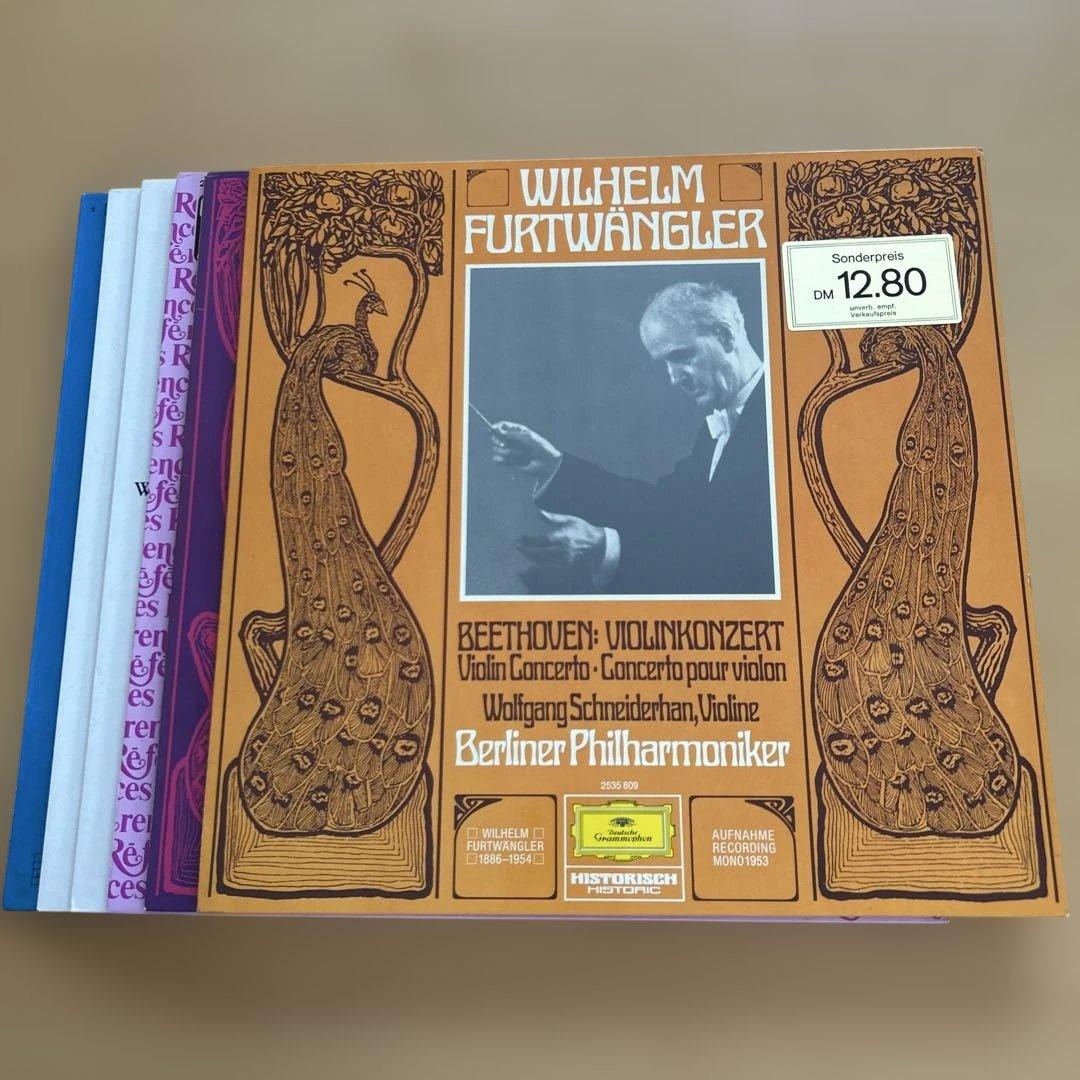 WILHELM
FURTWÄNGLER
Sonderpreis
DM 12.80
unverb. empf.
Verkaufspreis
BEETHOVEN: VIOLINKONZERT
Violin Concerto · Concerto pour violon
Wolfgang Schneiderhan, Violine
Berliner Philharmoniker
2535 809
WILHELM
FURTWÄNGLER
1886–1954
Deutsche
Grammophon
HISTORISCH
HISTORIC
AUFNAHME
RECORDING
MONO 1953